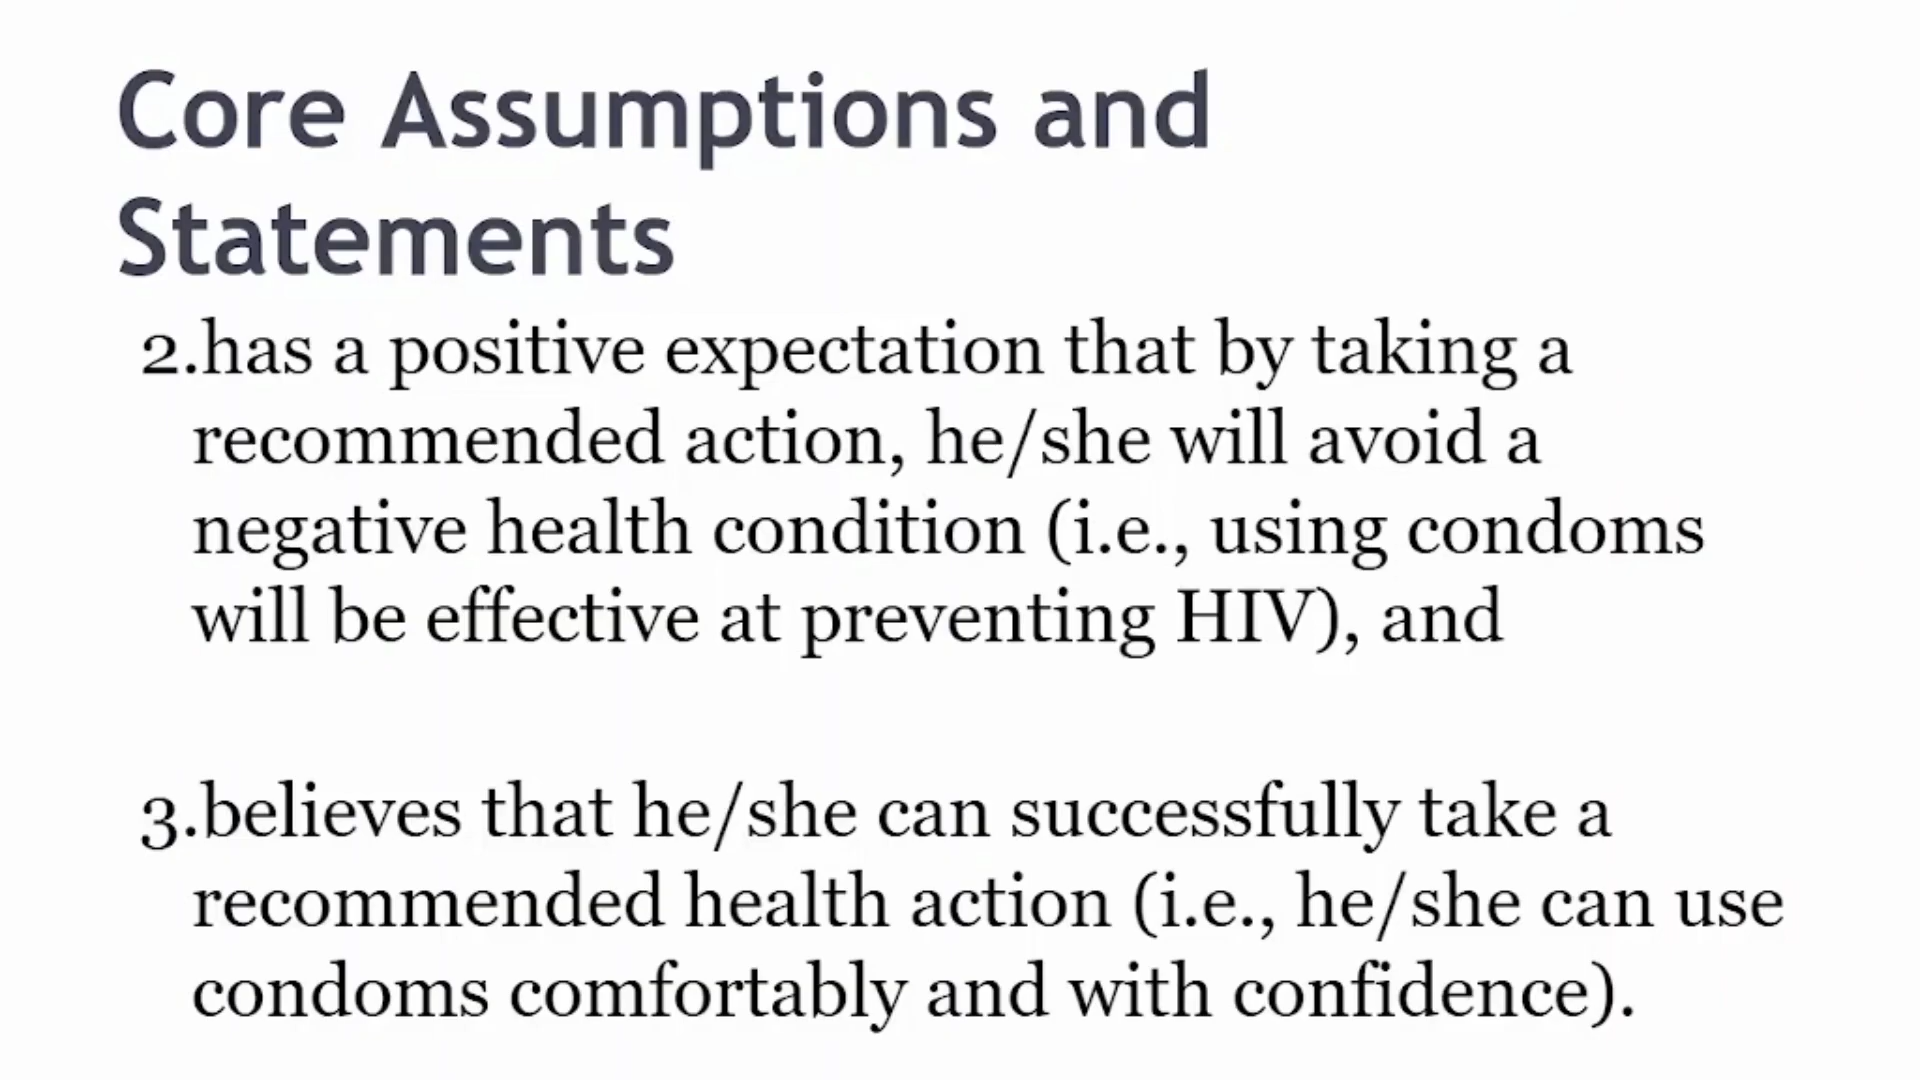 Core Assumptions and
Statements
2.has a positive expectation that by taking a
recommended action, he/she will avoid a
negative health condition (i.e., using condoms
will be effective at preventing HIV), and
3.believes that he/she can successfully take a
recommended health action (i.e., he/she can use
condoms comfortably and with confidence).